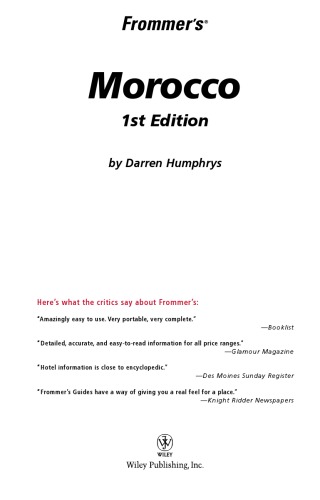 Frommer's®
Morocco
1st Edition
by Darren Humphrys
Here's what the critics say about Frommer's:
"Amazingly easy to use. Very portable, very complete."
—Booklist
"Detailed, accurate, and easy-to-read information for all price ranges."
—Glamour Magazine
"Hotel information is close to encyclopedic."
—Des Moines Sunday Register
"Frommer's Guides have a way of giving you a real feel for a place."
—Knight Ridder Newspapers
WILEY
Wiley Publishing, Inc.